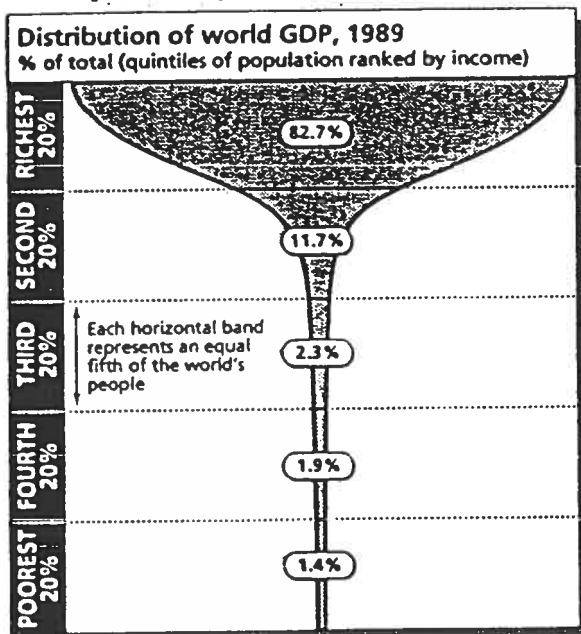 Distribution of world GDP, 1989
% of total (quintiles of population ranked by income)
RICHEST
20%
82.7%
SECOND
20%
11.7%
THIRD
20%
Each horizontal band
represents an equal
fifth of the world's
people
2.3%
FOURTH
20%
1.9%
POOREST
20%
1.4%